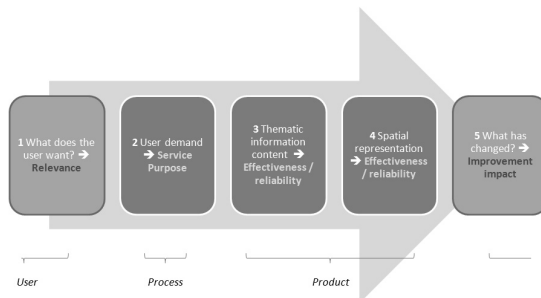 1 What does the
user want? ➔
Relevance
2 User demand
➔ Service
Purpose
3 Thematic
information
content ➔
Effectiveness /
reliability
4 Spatial
representation
➔ Effectiveness
/ reliability
5 What has
changed? ➔
Improvement
impact
User
Process
Product